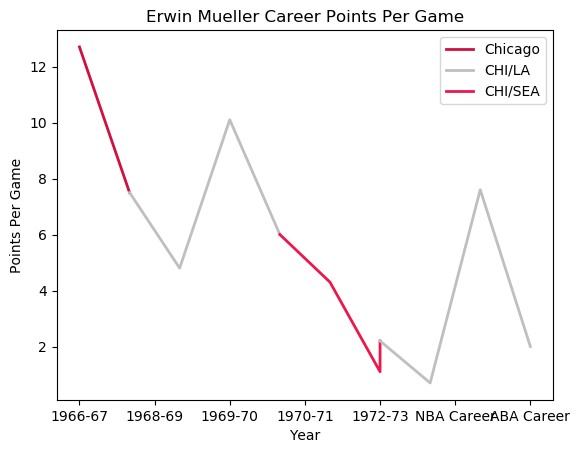 Erwin Mueller Career Points Per Game
Chicago
CHI/LA
CHI/SEA
Points Per Game
12
10
8
6
4
2
1966-67
1968-69
1969-70
1970-71
1972-73
NBA Career
ABA Career
Year